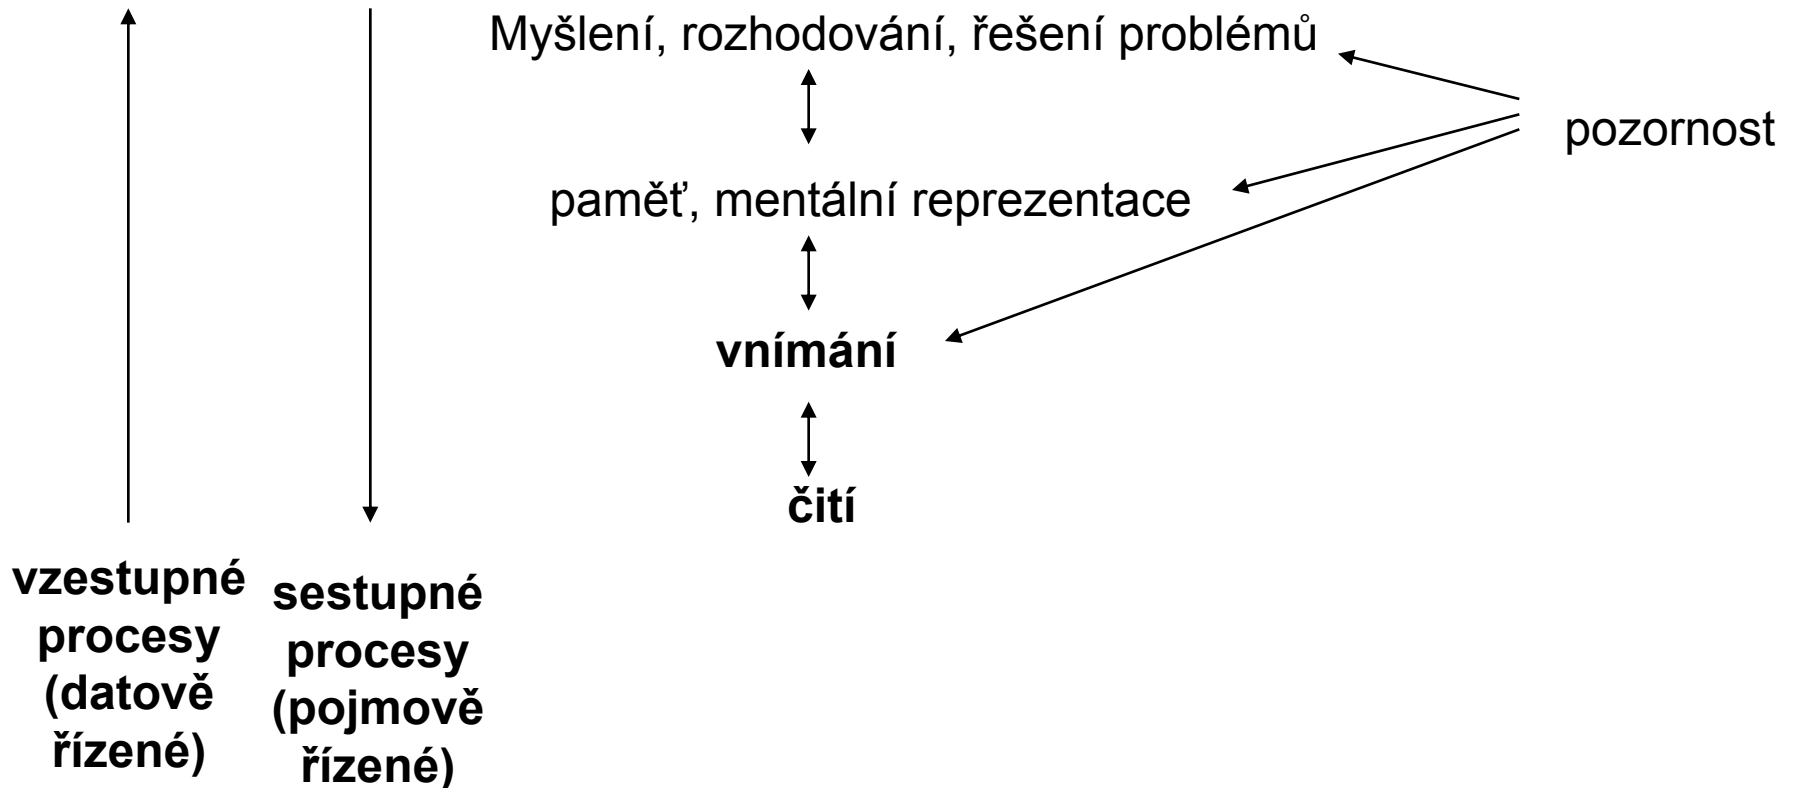 Myšlení, rozhodování, řešení problémů
pozornost
paměť, mentální reprezentace
vnímání
čití
vzestupné
procesy
(datově
řízené)
sestupné
procesy
(pojmově
řízené)